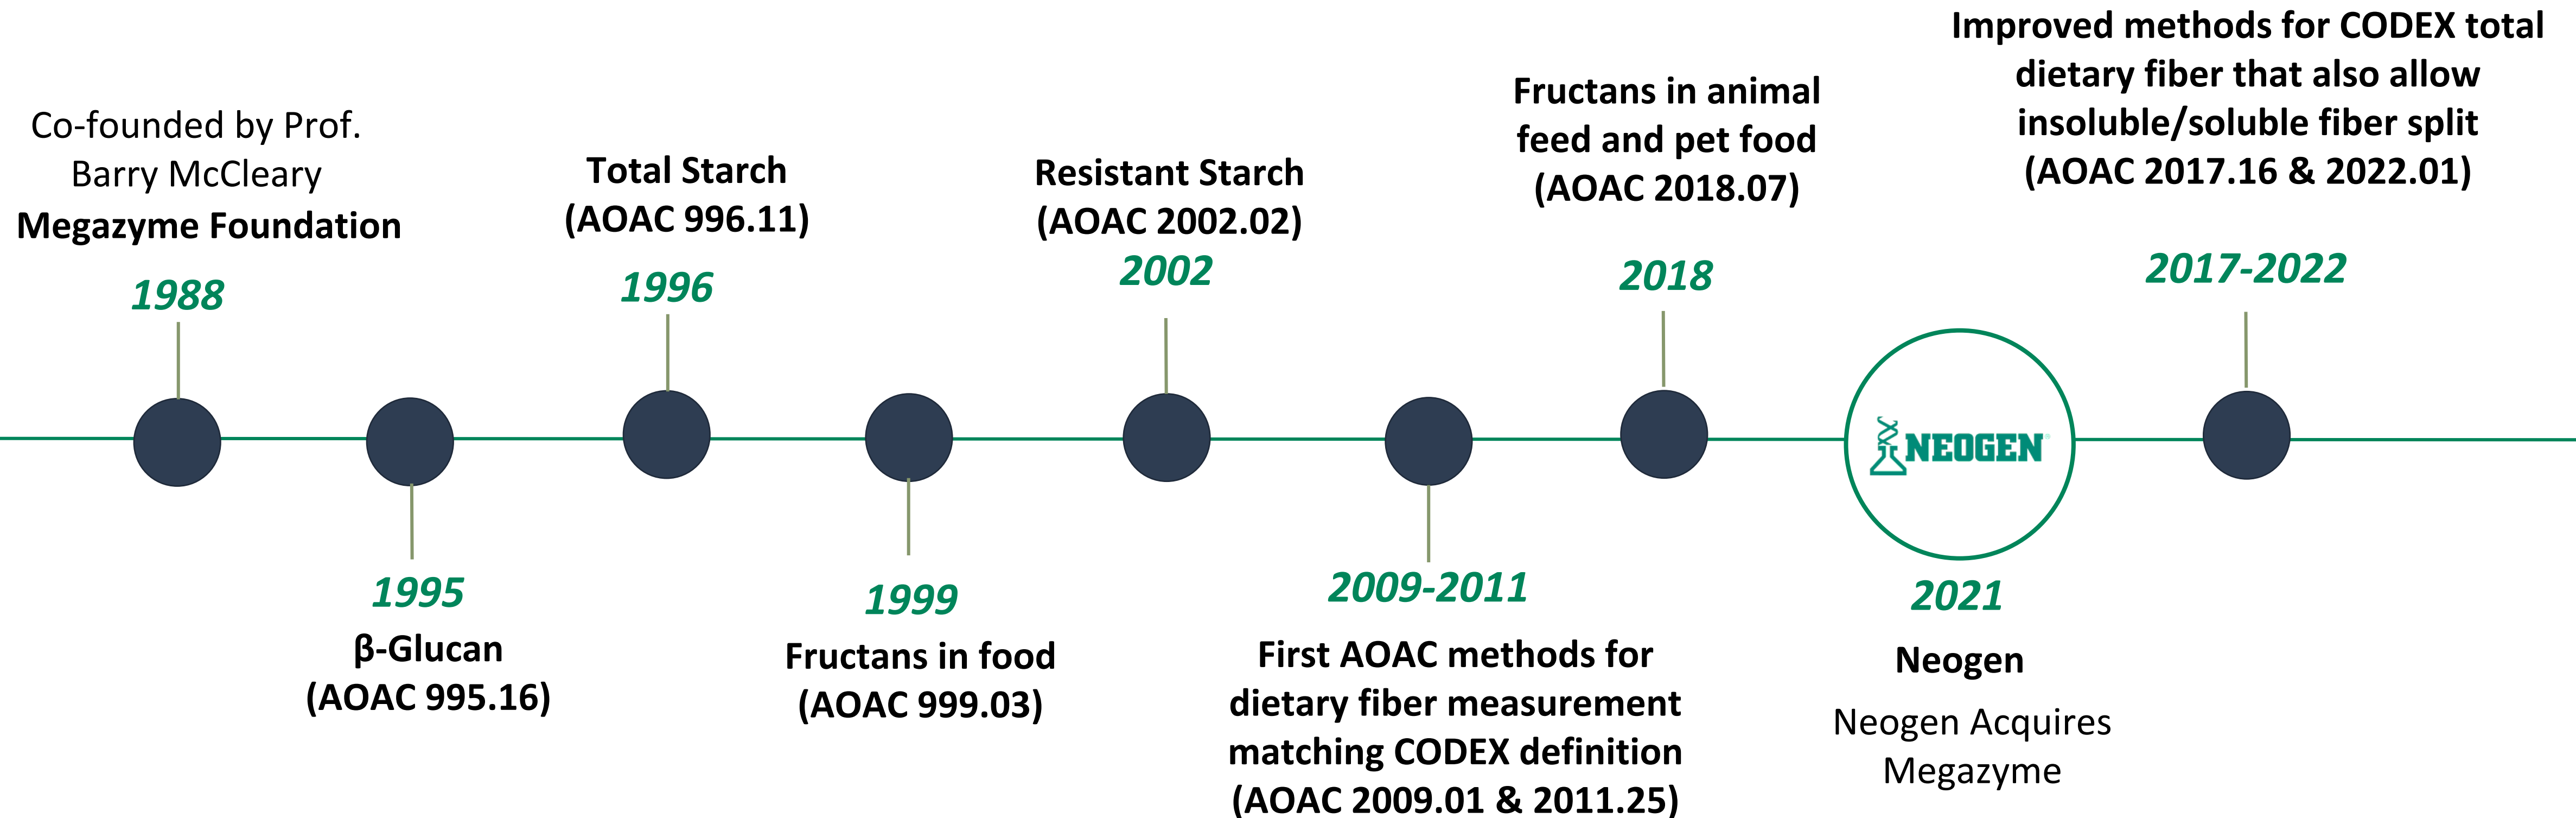 Co-founded by Prof.
Barry McCleary
Megazyme Foundation
1988
1995
β-Glucan
(AOAC 995.16)
Total Starch
(AOAC 996.11)
1996
1999
Fructans in food
(AOAC 999.03)
Resistant Starch
(AOAC 2002.02)
2002
2009-2011
First AOAC methods for
dietary fiber measurement
matching CODEX definition
(AOAC 2009.01 & 2011.25)
Fructans in animal
feed and pet food
(AOAC 2018.07)
2018
NEOGEN®
2021
Neogen
Neogen Acquires
Megazyme
Improved methods for CODEX total
dietary fiber that also allow
insoluble/soluble fiber split
(AOAC 2017.16 & 2022.01)
2017-2022